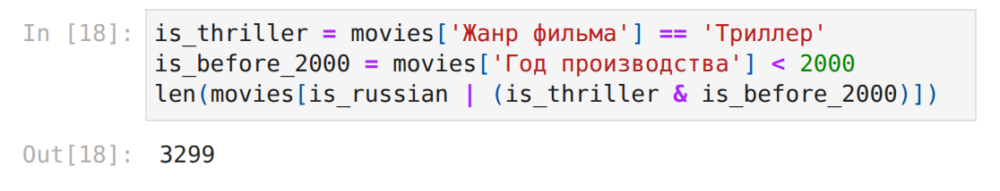 In [18]: is_thriller = movies['Жанр фильма'] == 'Триллер'
is_before_2000 = movies['Год производства'] < 2000
len(movies[is_russian | (is_thriller & is_before_2000)])
Out[18]: 3299